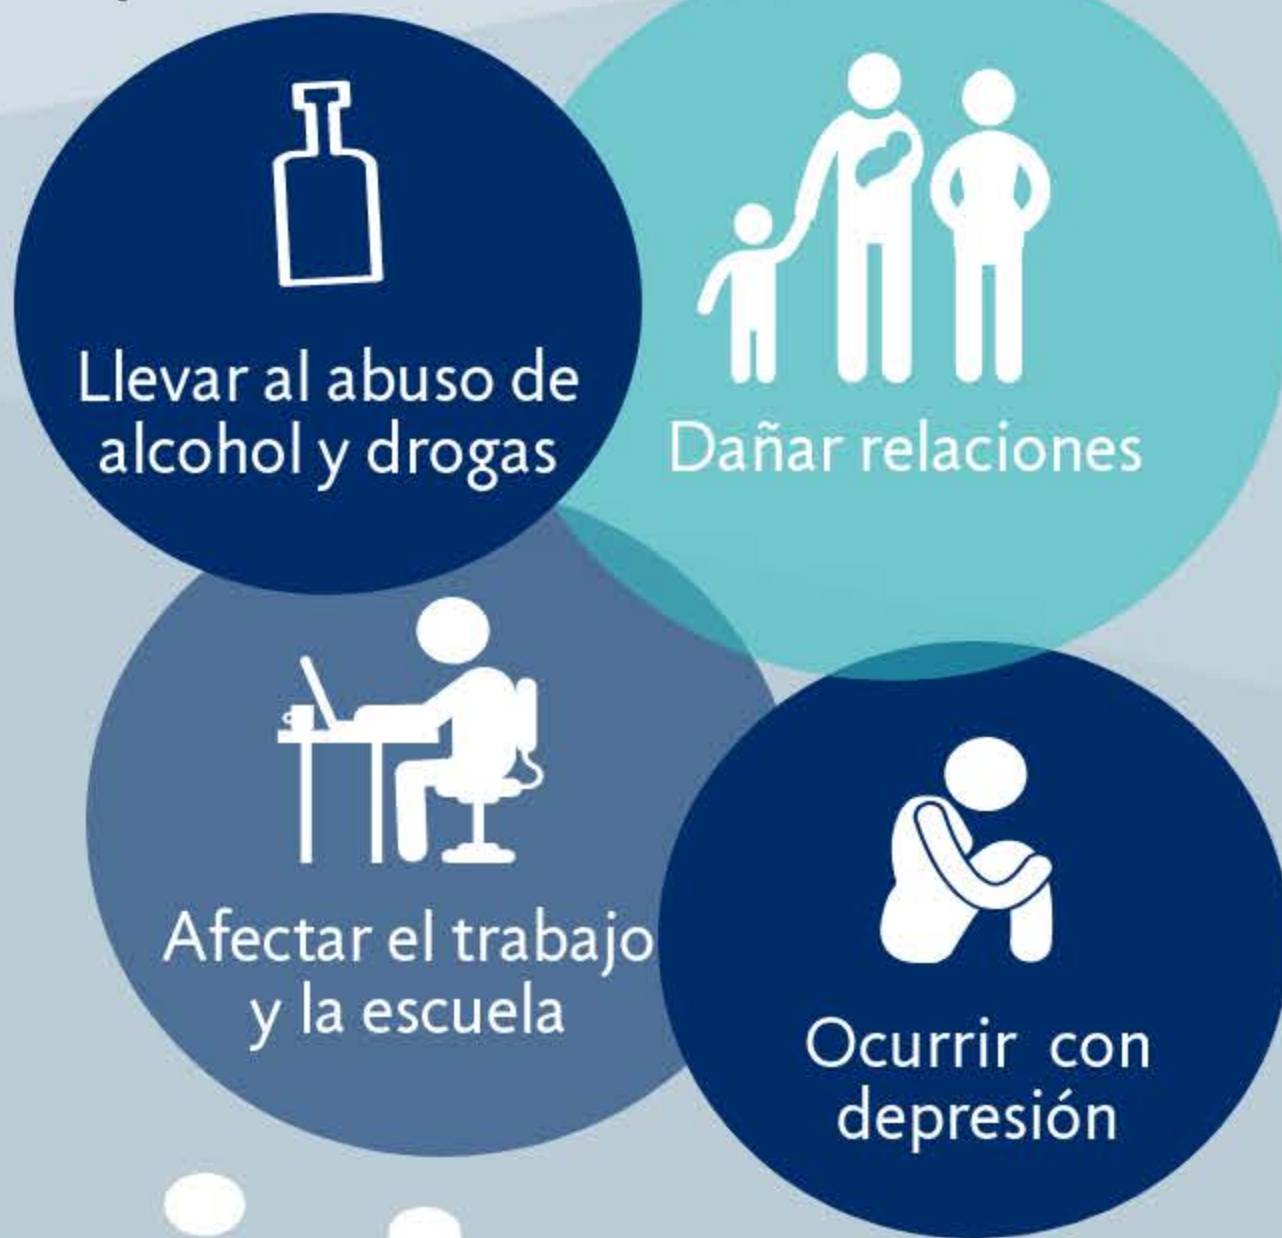 Llevar al abuso de
alcohol y drogas
Dañar relaciones
Afectar el trabajo
y la escuela
Ocurrir con
depresión